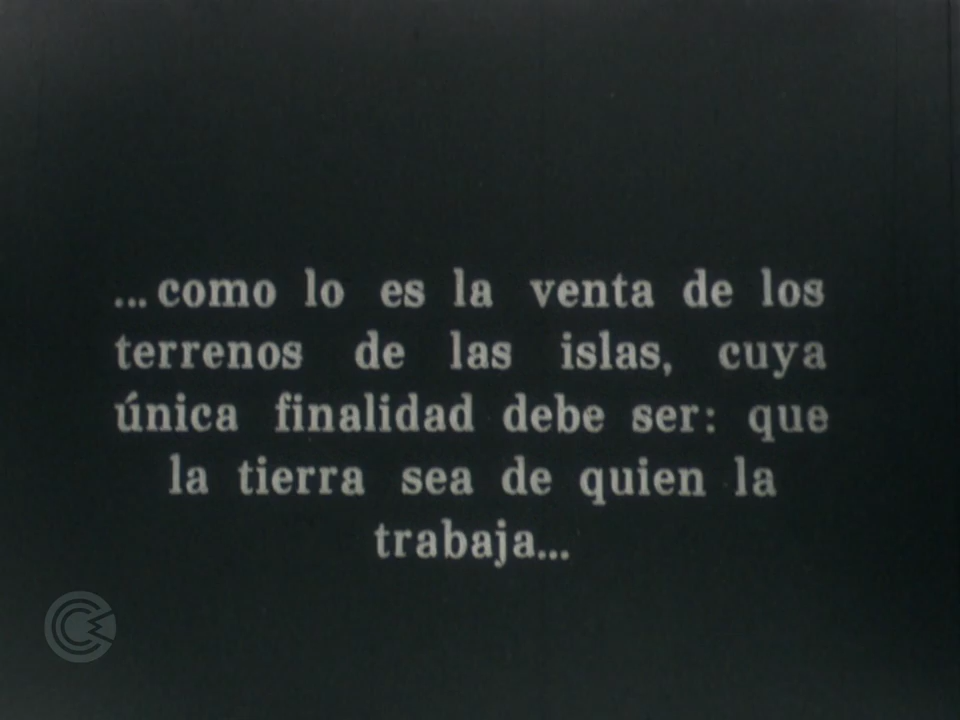 ...como lo es la venta de los
terrenos de las islas, cuya
única finalidad debe ser: que
la tierra sea de quien la
trabaja...